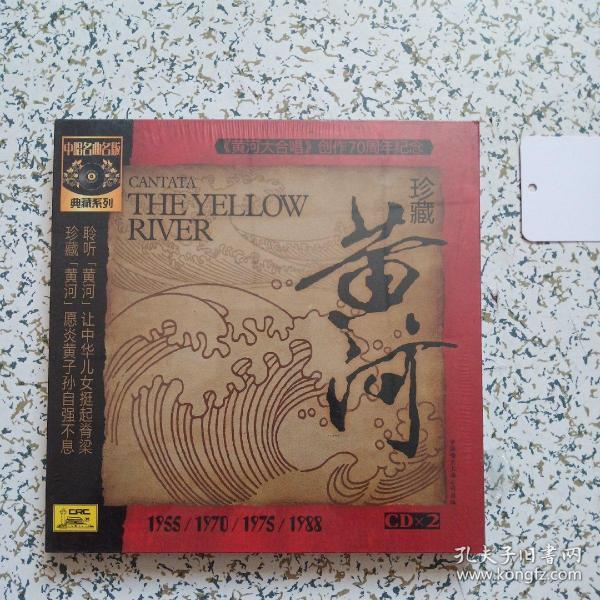 《黄河大合唱》创作70周年纪念
中唱名曲名版
典藏系列
CANTATA
THE YELLOW
RIVER
珍藏
黄河
聆听「黄河」让中华儿女挺起脊梁
珍藏「黄河」愿炎黄子孙自强不息
CRC
1955/1970/1975/1988
CD×2
孔夫子旧书网
www.kongfz.com